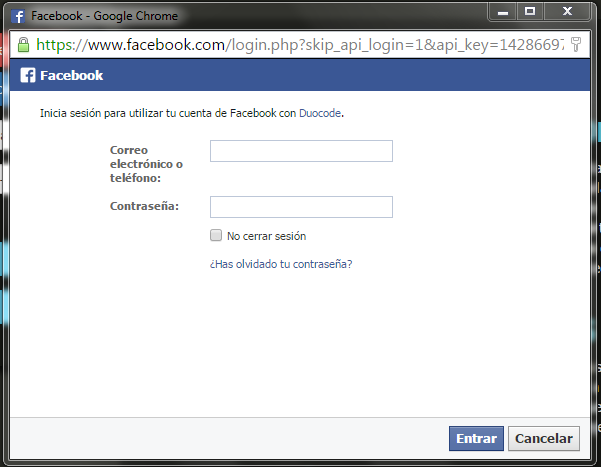 Facebook - Google Chrome
https://www.facebook.com/login.php?skip_api_login=1&api_key=14286697
Facebook
Inicia sesión para utilizar tu cuenta de Facebook con Duocode.
Correo
electrónico o
teléfono:
Contraseña:
No cerrar sesión
¿Has olvidado tu contraseña?
Entrar Cancelar